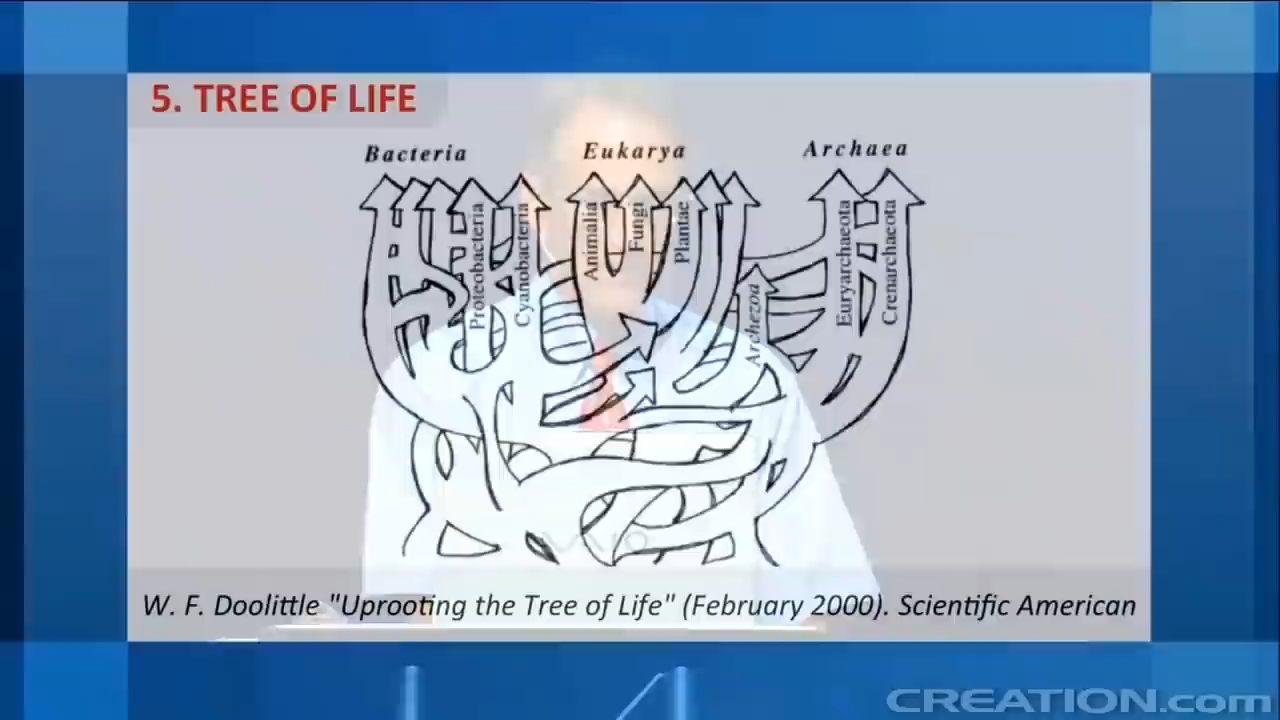 5. TREE OF LIFE
Bacteria
Eukarya
Archaea
Proteobacteria
Cyanobacteria
Animalia
Fungi
Plantae
Archezoa
Euryarchaeota
Crenarchaeota
W. F. Doolittle "Uprooting the Tree of Life" (February 2000). Scientific American
CREATION.com